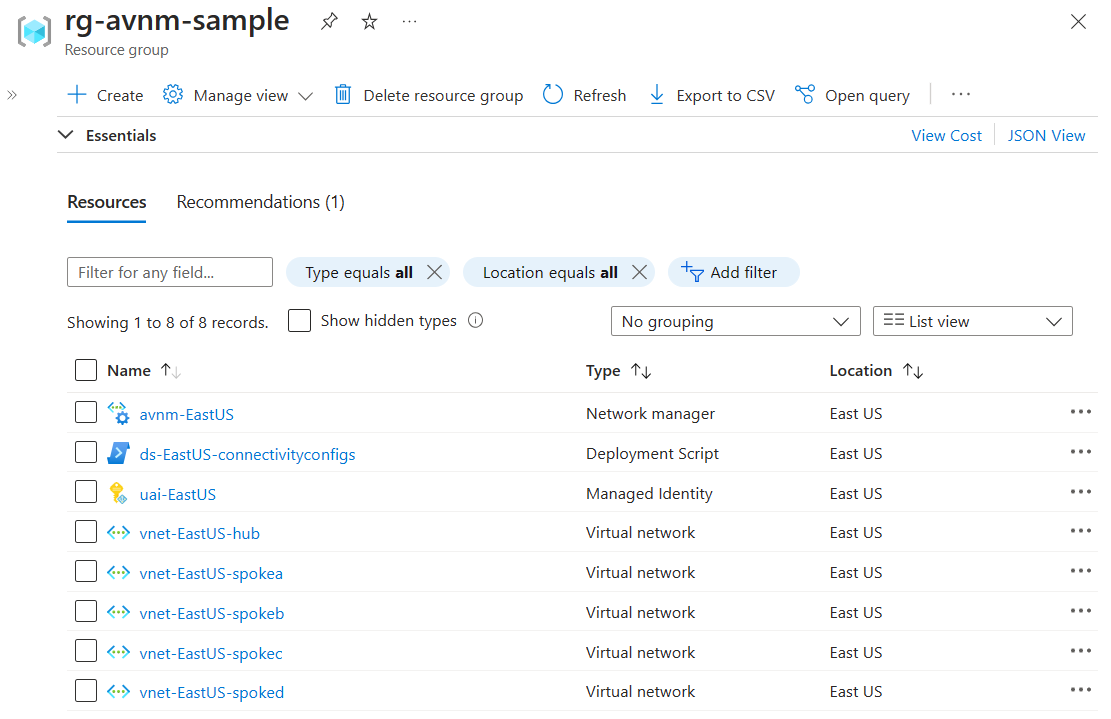 rg-avnm-sample
Resource group
Create Manage view Delete resource group Refresh Export to CSV Open query
Essentials View Cost JSON View
Resources Recommendations (1)
Filter for any field... Type equals all Location equals all Add filter
Showing 1 to 8 of 8 records. Show hidden types No grouping List view
Name Type Location
avnm-EastUS Network manager East US
ds-EastUS-connectivityconfigs Deployment Script East US
uai-EastUS Managed Identity East US
vnet-EastUS-hub Virtual network East US
vnet-EastUS-spokea Virtual network East US
vnet-EastUS-spokeb Virtual network East US
vnet-EastUS-spokec Virtual network East US
vnet-EastUS-spoked Virtual network East US